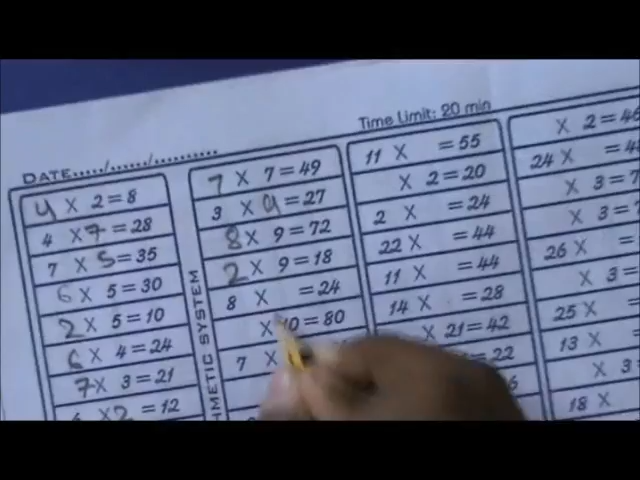 Time Limit: 20 min
DATE...../....../..........
4 X 2 = 8
4 X 7 = 28
7 X 5 = 35
6 X 5 = 30
2 X 5 = 10
6 X 4 = 24
7 X 3 = 21
X 2 = 12
METIC SYSTEM
7 X 7 = 49
3 X 9 = 27
8 X 9 = 72
2 X 9 = 18
8 X = 24
X 10 = 80
7 X
11 X = 55
X 2 = 20
2 X = 24
22 X = 44
11 X = 44
14 X = 28
X 21 = 42
= 22
6
X 2 = 46
24 X = 4
X 3 = 7
X 3 =
26 X =
X 3 =
25 X
13 X
X 3
18 X